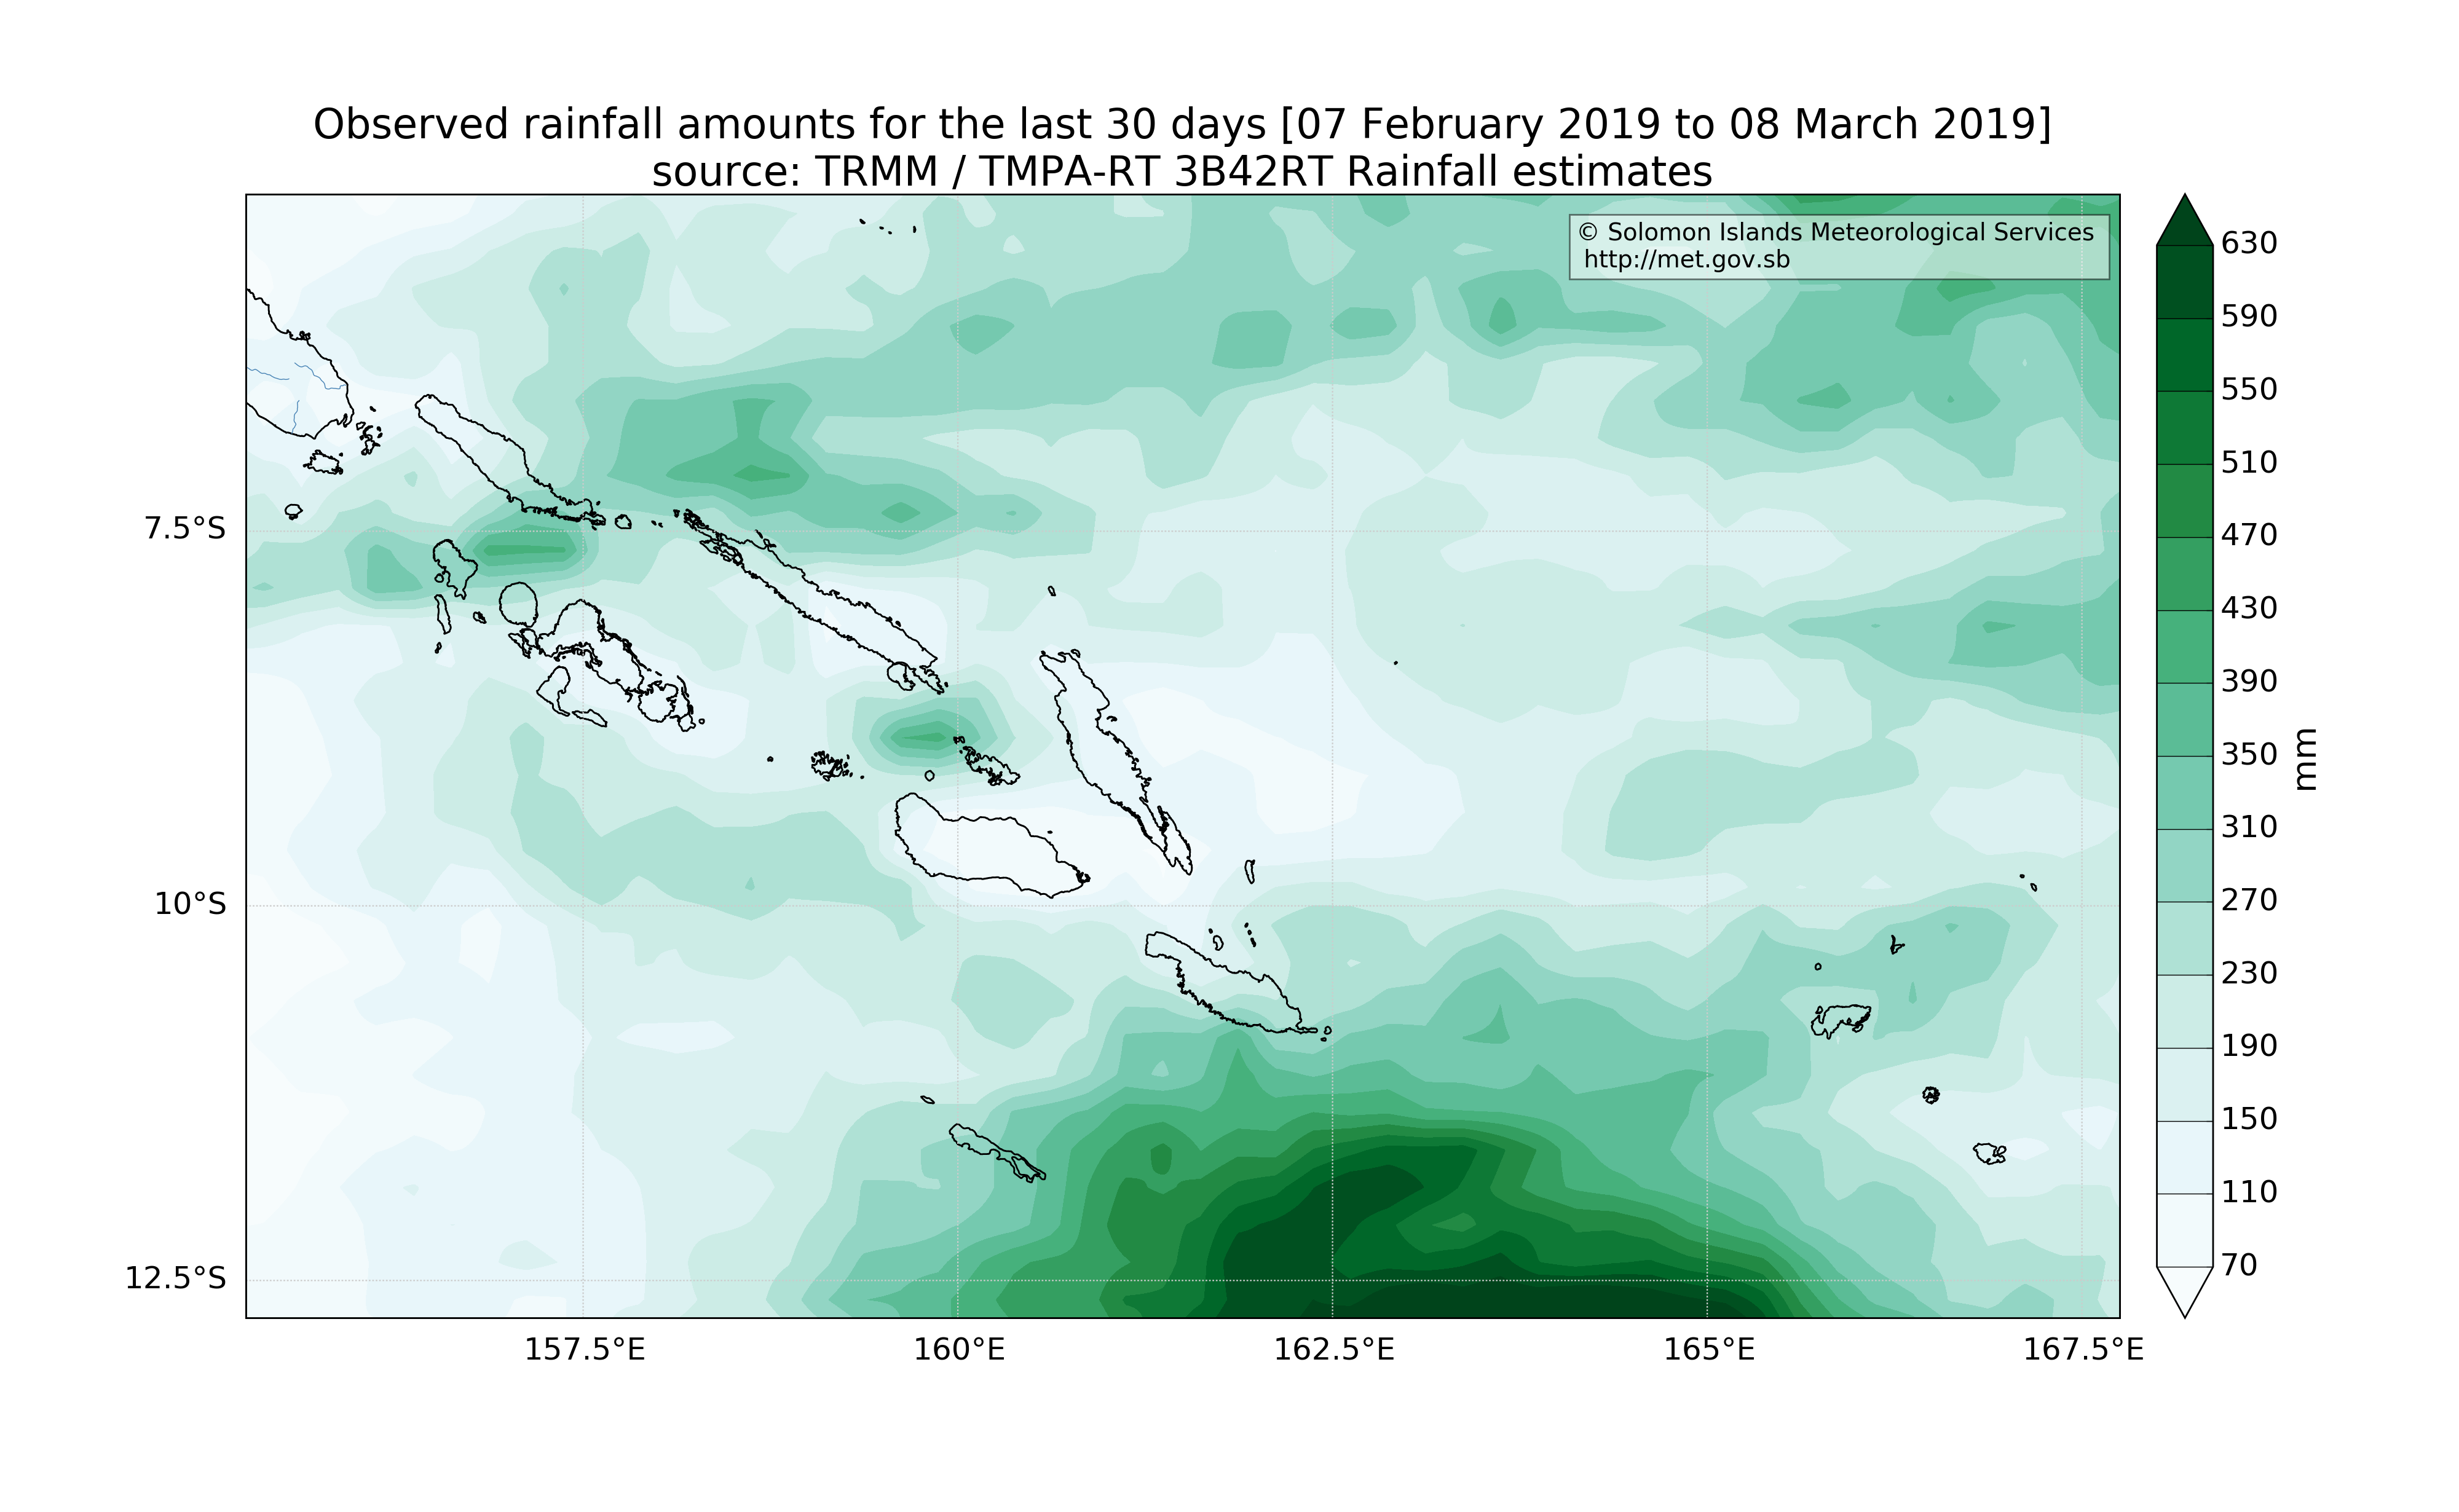 Observed rainfall amounts for the last 30 days [07 February 2019 to 08 March 2019]
source: TRMM / TMPA-RT 3B42RT Rainfall estimates
© Solomon Islands Meteorological Services
http://met.gov.sb
7.5°S
10°S
12.5°S
157.5°E
160°E
162.5°E
165°E
167.5°E
630
590
550
510
470
430
390
350
310
270
230
190
150
110
70
mm